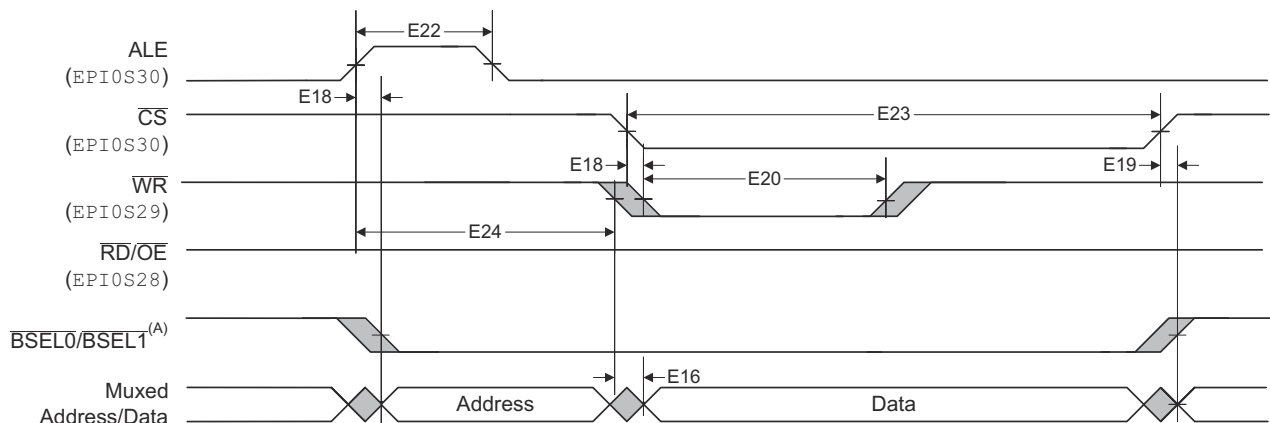 E22
ALE
(EPI0S30)
E18
CS
E23
(EPI0S30)
E18
E19
WR
E20
(EPI0S29)
E24
RD/OE
(EPI0S28)
BSEL0/BSEL1(A)
E16
Muxed
Address/Data
Address
Data